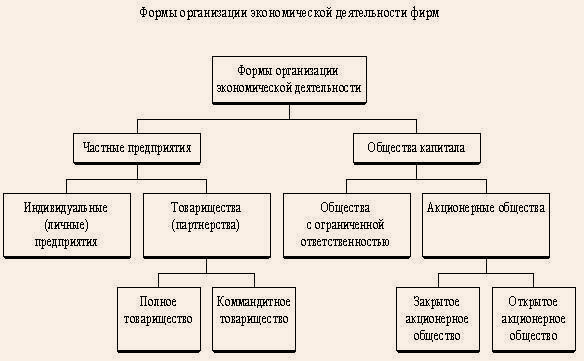 Формы организации экономической деятельности фирм
Формы организации
экономической деятельности
Частные предприятия
Общества капитала
Индивидуальные
(личные)
предприятия
Товарищества
(партнерства)
Общества
с ограниченной
ответственностью
Акционерные общества
Полное
товарищество
Коммандитное
товарищество
Закрытое
акционерное
общество
Открытое
акционерное
общество